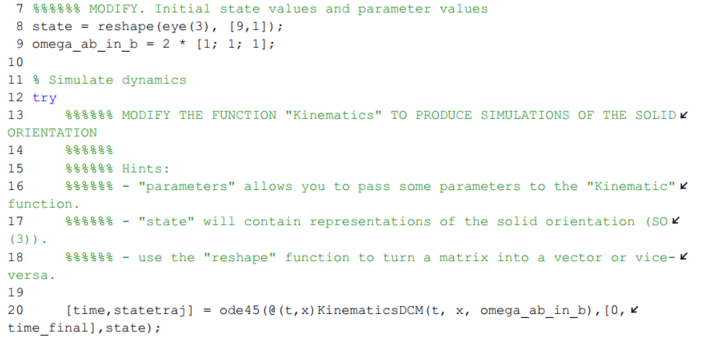 7 %%%%%% MODIFY. Initial state values and parameter values
8 state = reshape(eye(3), [9,1]);
9 omega_ab_in_b = 2 * [1; 1; 1];
10
11 % Simulate dynamics
12 try
13     %%%%%% MODIFY THE FUNCTION "Kinematics" TO PRODUCE SIMULATIONS OF THE SOLID↙
ORIENTATION
14     %%%%%%
15     %%%%%% Hints:
16     %%%%%% - "parameters" allows you to pass some parameters to the "Kinematic"↙
function.
17     %%%%%% - "state" will contain representations of the solid orientation (SO↙
(3)).
18     %%%%%% - use the "reshape" function to turn a matrix into a vector or vice-↙
versa.
19
20     [time,statetraj] = ode45(@(t,x)KinematicsDCM(t, x, omega_ab_in_b),[0,↙
time_final],state);